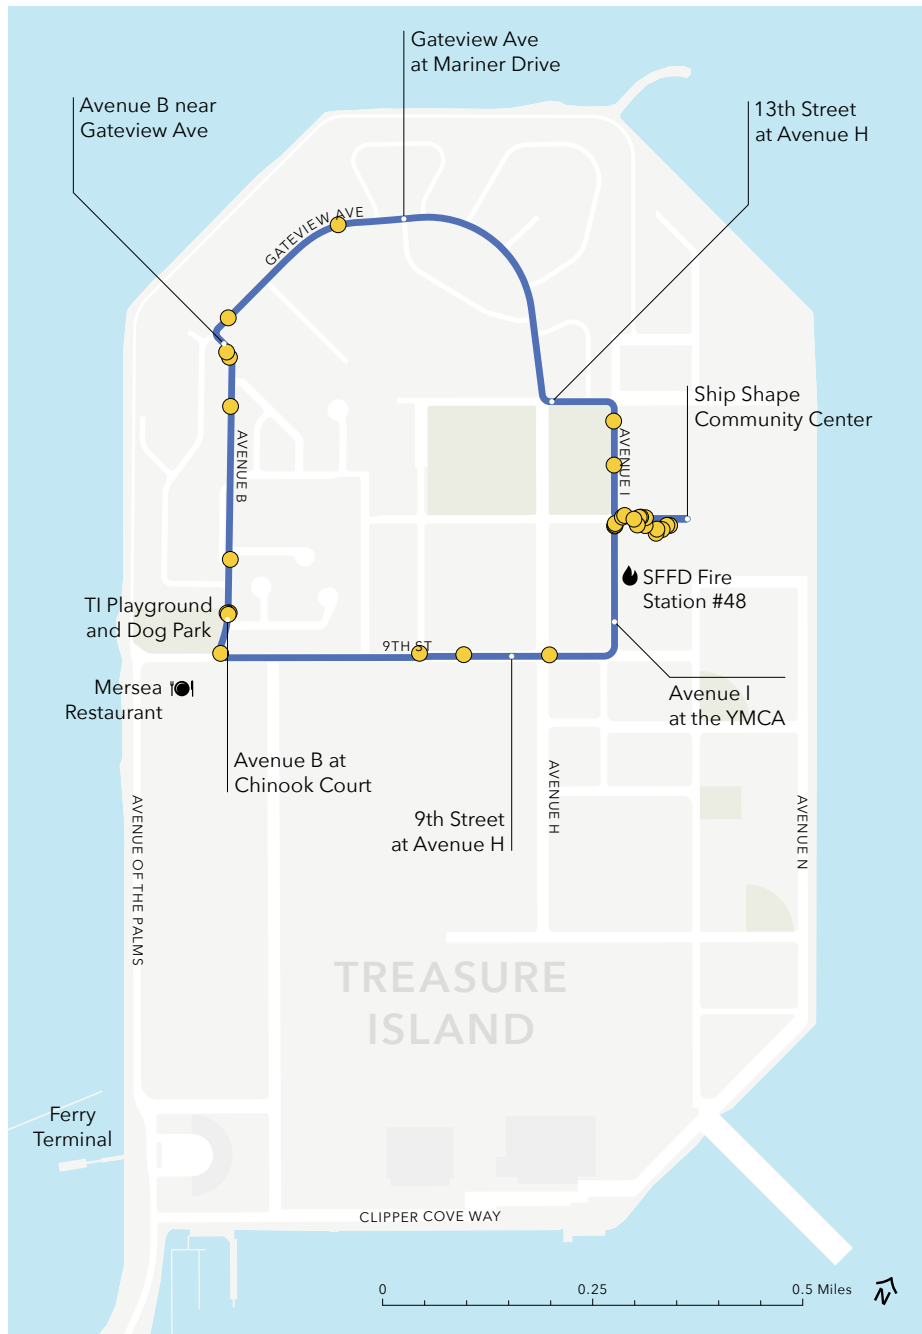 Gateview Ave
at Mariner Drive
Avenue B near
Gateview Ave
13th Street
at Avenue H
GATEVIEW AVE
Ship Shape
Community Center
AVENUE B
AVENUE I
SFFD Fire
Station #48
TI Playground
and Dog Park
9TH ST
Mersea
Restaurant
Avenue I
at the YMCA
Avenue B at
Chinook Court
9th Street
at Avenue H
AVENUE H
AVENUE OF THE PALMS
AVENUE N
TREASURE
ISLAND
Ferry
Terminal
CLIPPER COVE WAY
0 0.25 0.5 Miles
N